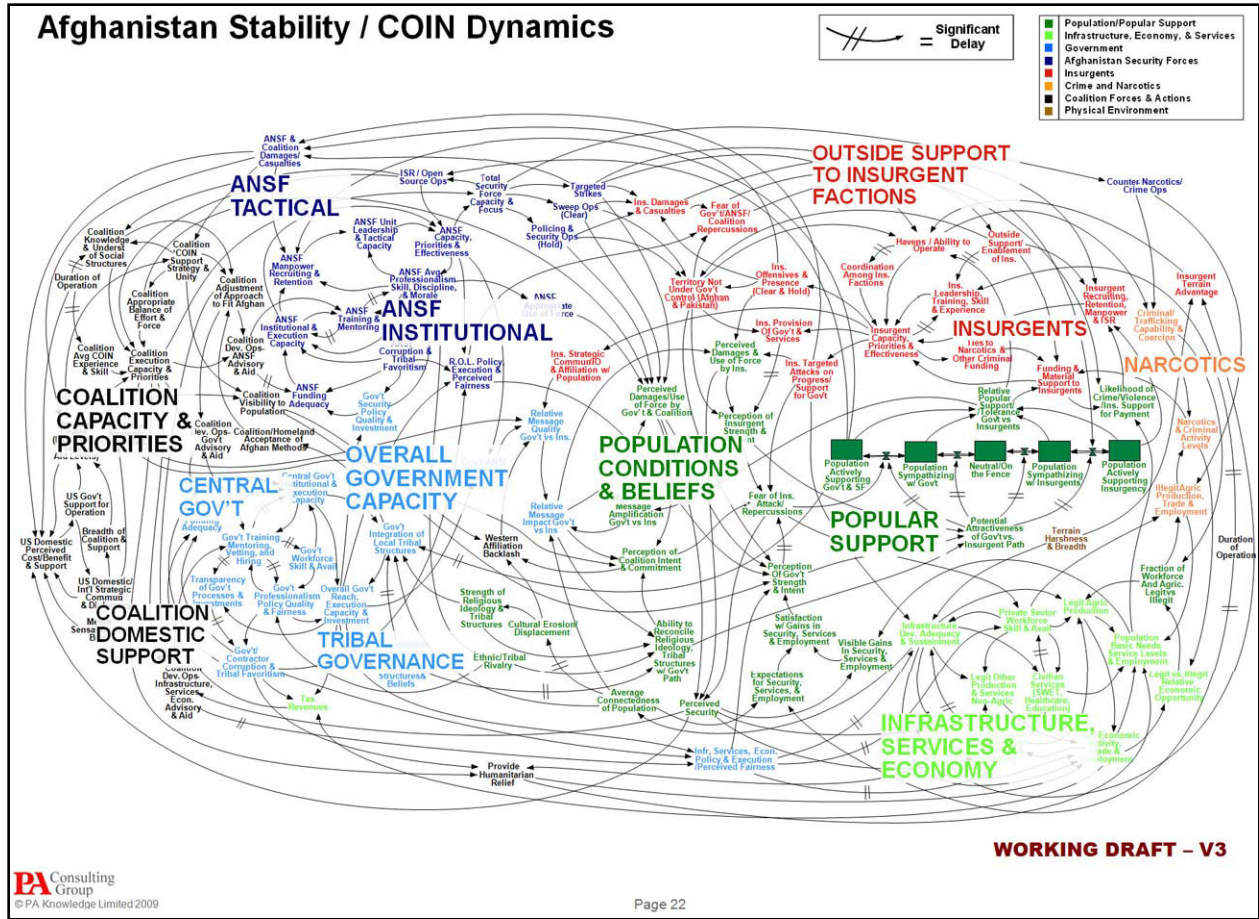 Afghanistan Stability / COIN Dynamics
= Significant
Delay
Population/Popular Support
Infrastructure, Economy, & Services
Government
Afghanistan Security Forces
Insurgents
Crime and Narcotics
Coalition Forces & Actions
Physical Environment
ANSF &
Coalition
Damages/
Casualties
ANSF
TACTICAL
ISR / Open
Source Ops
Total
Security
Force
Capacity
& Focus
Targeted
Strikes
Sweep Ops
(Clear)
Policing &
Security Ops
(Hold)
Ins. Damages
& Casualties
Fear of
Gov't/ANSF/
Coalition
Repercussions
OUTSIDE SUPPORT
TO INSURGENT
FACTIONS
Counter Narcotics/
Crime Ops
Coalition
Knowledge
& Underst
of Social
Structures
Coalition
COIN
Support
Strategy &
Unity
ANSF Unit
Leadership
& Tactical
Capacity
ANSF
Capacity,
Priorities &
Effectiveness
Duration of
Operation
Coalition
Appropriate
Balance of
Effort &
Force
Coalition
Adjustment
of Approach
to Fit Afghan
ANSF
Manpower
Recruiting &
Retention
ANSF Avg
Professionalism
Skill, Discipline,
& Morale
ANSF
INSTITUTIONAL
ANSF
Training &
Mentoring
ANSF
Institutional &
Execution
Capacity
Coalition
Avg COIN
Experience
& Skill
Coalition
Execution
Capacity &
Priorities
Coalition
Dev. Ops-
ANSF
Advisory
& Aid
Corruption &
Tribal
Favoritism
R.O.L. Policy,
Execution &
Perceived
Fairness
ANSF
Funding
Adequacy
Territory Not
Under Gov't
Control (Afghan
& Pakistan)
Ins.
Offensives &
Presence
(Clear & Hold)
Havens / Ability to
Operate
Outside
Support/
Enablement
of Ins.
Coordination
Among Ins.
Factions
Ins.
Leadership,
Training, Skill
& Experience
Insurgent
Recruiting,
Retention,
Manpower
& ISR
Insurgent
Terrain
Advantage
Criminal/
Trafficking
Capability &
Coercion
Ins. Provision
Of Gov't &
Services
Insurgent
Capacity,
Priorities &
Effectiveness
INSURGENTS
Ties to
Narcotics &
Other Criminal
Funding
Funding &
Material
Support to
Insurgents
NARCOTICS
Ins. Strategic
Commun/IO
& Affiliation w/
Population
Perceived
Damages &
Use of Force
by Ins.
Ins. Targeted
Attacks on
Progress/
Support
for Gov't
COALITION
CAPACITY &
PRIORITIES
Coalition
Visibility to
Population
Gov't
Security
Policy
Quality &
Investment
Relative
Message
Quality
Gov't vs Ins.
Perceived
Damages/Use
of Force by
Gov't & Coalition
Perception of
Insurgent
Strength &
Relative
Popular
Support/
Tolerance
Gov't vs
Insurgents
Likelihood of
Crime/Violence
/Ins. Support
for Payment
Coalition
Dev. Ops-
Gov't
Advisory
& Aid
Coalition/Homeland
Acceptance of
Afghan Methods
OVERALL
GOVERNMENT
CAPACITY
POPULATION
CONDITIONS
& BELIEFS
Narcotics
& Criminal
Activity
Levels
Population
Actively
Supporting
Gov't & SF
Population
Sympathizing
w/ Gov't
Neutral/On
the Fence
Population
Sympathizing
w/ Insurgents
Population
Actively
Supporting
Insurgency
CENTRAL
GOV'T
US Gov't
Support for
Operation
Adequacy
Relative Message
Impact Gov't
vs Ins
Message
Amplification
Gov't vs Ins
Fear of Ins.
Attack/
Repercussions
POPULAR
SUPPORT
Potential
Attractiveness
of Gov't vs.
Insurgent Path
Terrain
Harshness
& Breadth
Illegit Agric
Production,
Trade &
Employment
Duration
of
Operation
US Domestic
Perceived
Cost/Benefit
& Support
Breadth of
Coalition &
Support
Gov't Training
Mentoring,
Vetting, and
Hiring
Gov't
Workforce
Skill & Avail
Gov't
Integration of
Local Tribal
Structures
Western
Affiliation
Backlash
Perception of
Coalition Intent
& Commitment
Perception
Of Gov't
Strength
& Intent
US Domestic/
Int'l Strategic
Commun
COALITION
DOMESTIC
SUPPORT
Transparency
of Gov't
Processes &
Gov't
Professionalism
Policy Quality
& Fairness
Overall Gov't
Reach,
Execution
Capacity &
Investment
TRIBAL
GOVERNANCE
Structures&
Beliefs
Strength of
Religious
Ideology &
Tribal
Structures
Cultural Erosion/
Displacement
Ethnic/Tribal
Rivalry
Ability to
Reconcile
Religious
Ideology,
Tribal
Structures
w/ Gov't
Path
Satisfaction
w/ Gains in
Security, Services
& Employment
Visible Gains
In Security,
Services &
Employment
Infrastructure
Dev. Adequacy
& Sustainment
Private Sector
Workforce
Skill & Avail
Legit Agric
Production
Fraction of
Workforce
And Agric.
Legit vs
Illegit
Population
Basic Needs
Service Levels
& Employment
Gov't/
Contractor
Corruption &
Tribal Favoritism
Dev. Ops
Infrastructure,
Services,
Econ.
Advisory
& Aid
Tax
Revenues
Average
Connectedness
of Population
Perceived
Security
Expectations
for Security,
Services, &
Employment
Legit Other
Production
& Services
Non-Agric
Civilian
Services
(SWET,
Healthcare,
Education)
Legit vs. Illegit
Relative
Economic
Opportunity
INFRASTRUCTURE,
SERVICES &
ECONOMY
Provide
Humanitarian
Relief
Infr. Services, Econ.
Policy & Execution
/Perceived Fairness
WORKING DRAFT – V3
PA Consulting
Group
© PA Knowledge Limited 2009
Page 22